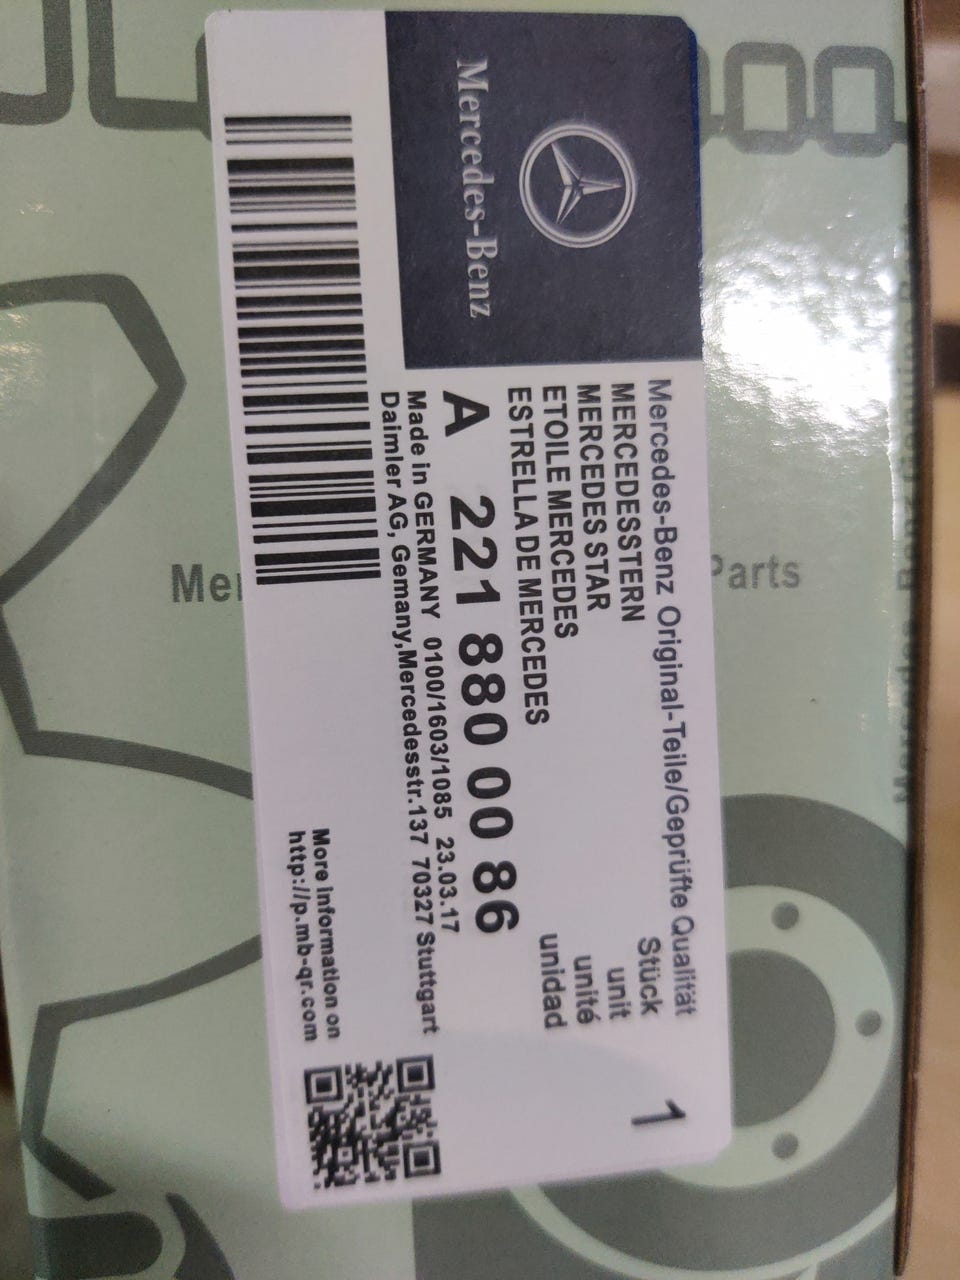 Mercedes-Benz
Mercedes-Benz Original-Teile/Geprüfte Qualität
MERCEDESSTERN
MERCEDES STAR
ETOILE MERCEDES
ESTRELLA DE MERCEDES
Stück
unit
unité
unidad
1
A 221 880 00 86
Made in GERMANY 0100/1603/1085 23.03.17
Daimler AG, Gemany,Mercedesstr.137 70327 Stuttgart
More information on
http://p.mb-qr.com
Mer
Parts